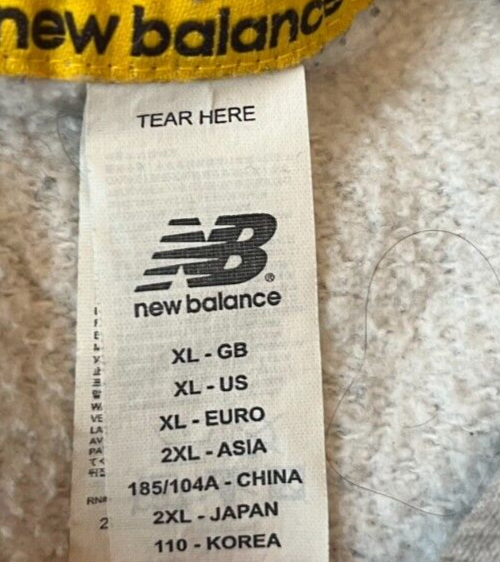 new balance
TEAR HERE
NB®
new balance
XL - GB
XL - US
XL - EURO
2XL - ASIA
185/104A - CHINA
2XL - JAPAN
110 - KOREA